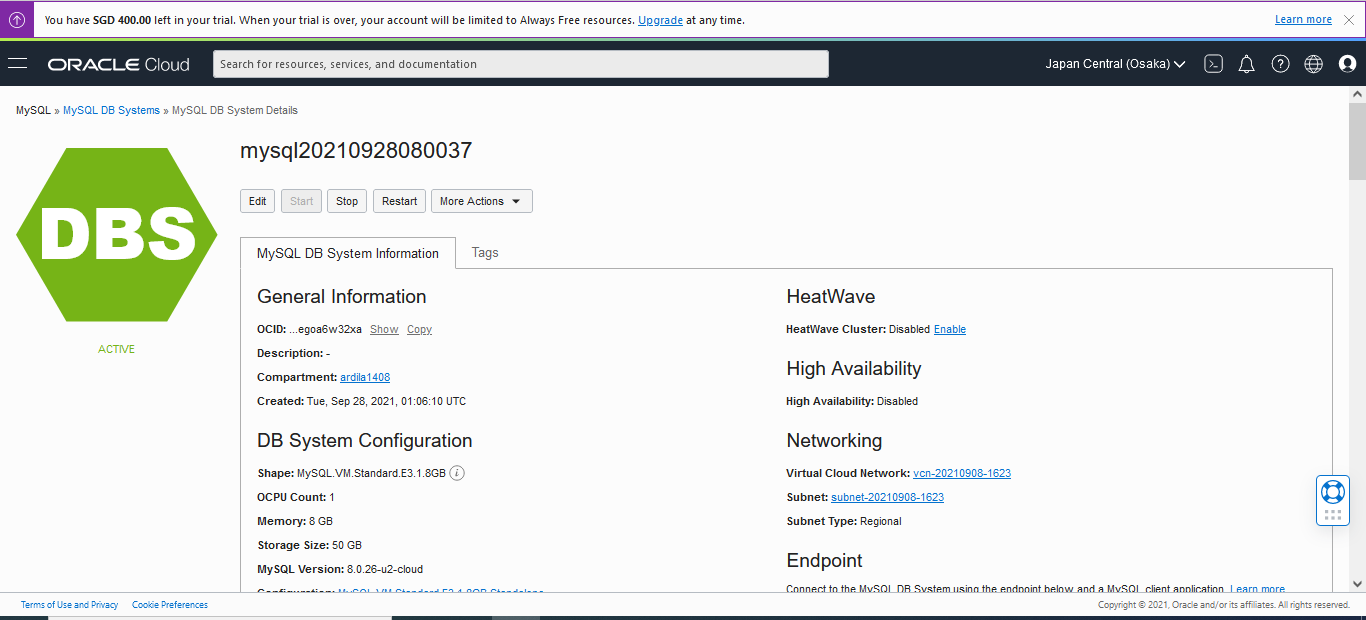 You have SGD 400.00 left in your trial. When your trial is over, your account will be limited to Always Free resources. Upgrade at any time.
Learn more
ORACLE Cloud
Search for resources, services, and documentation
Japan Central (Osaka)
MySQL » MySQL DB Systems » MySQL DB System Details
DBS
ACTIVE
mysql20210928080037
Edit
Start
Stop
Restart
More Actions
MySQL DB System Information
Tags
General Information
OCID: ...egoa6w32xa Show Copy
Description: -
Compartment: ardila1408
Created: Tue, Sep 28, 2021, 01:06:10 UTC
DB System Configuration
Shape: MySQL.VM.Standard.E3.1.8GB
OCPU Count: 1
Memory: 8 GB
Storage Size: 50 GB
MySQL Version: 8.0.26-u2-cloud
Configuration: MySQL.VM.Standard.E3.1.8GB.Standalone
HeatWave
HeatWave Cluster: Disabled Enable
High Availability
High Availability: Disabled
Networking
Virtual Cloud Network: vcn-20210908-1623
Subnet: subnet-20210908-1623
Subnet Type: Regional
Endpoint
Connect to the MySQL DB System using the endpoint below and a MySQL client application. Learn more
Terms of Use and Privacy
Cookie Preferences
Copyright © 2021, Oracle and/or its affiliates. All rights reserved.